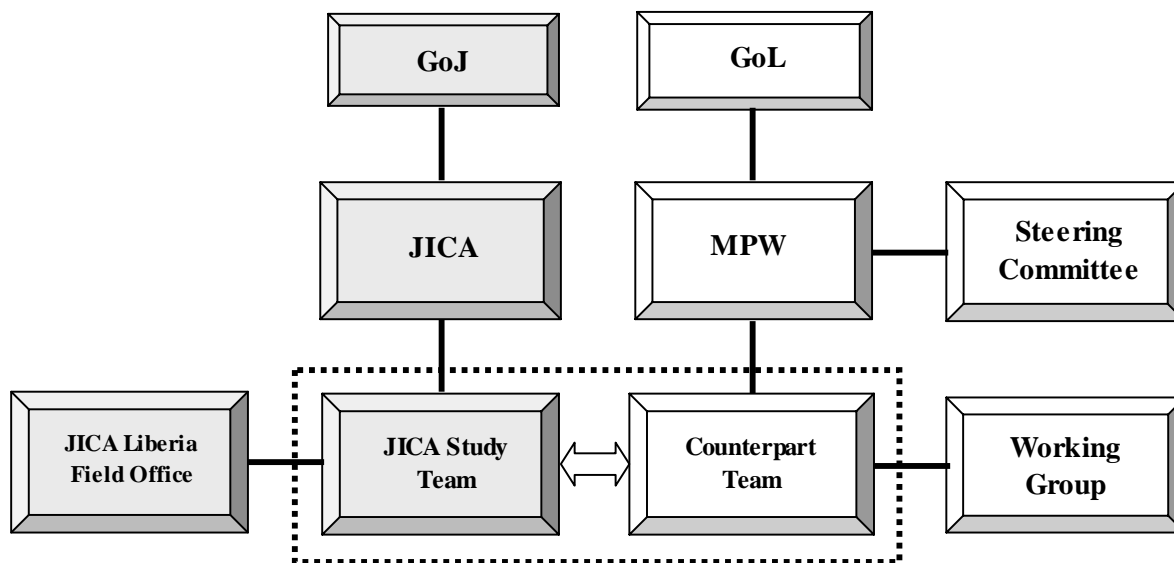 GoJ
GoL
JICA
MPW
Steering
Committee
JICA Liberia
Field Office
JICA Study
Team
Counterpart
Team
Working
Group